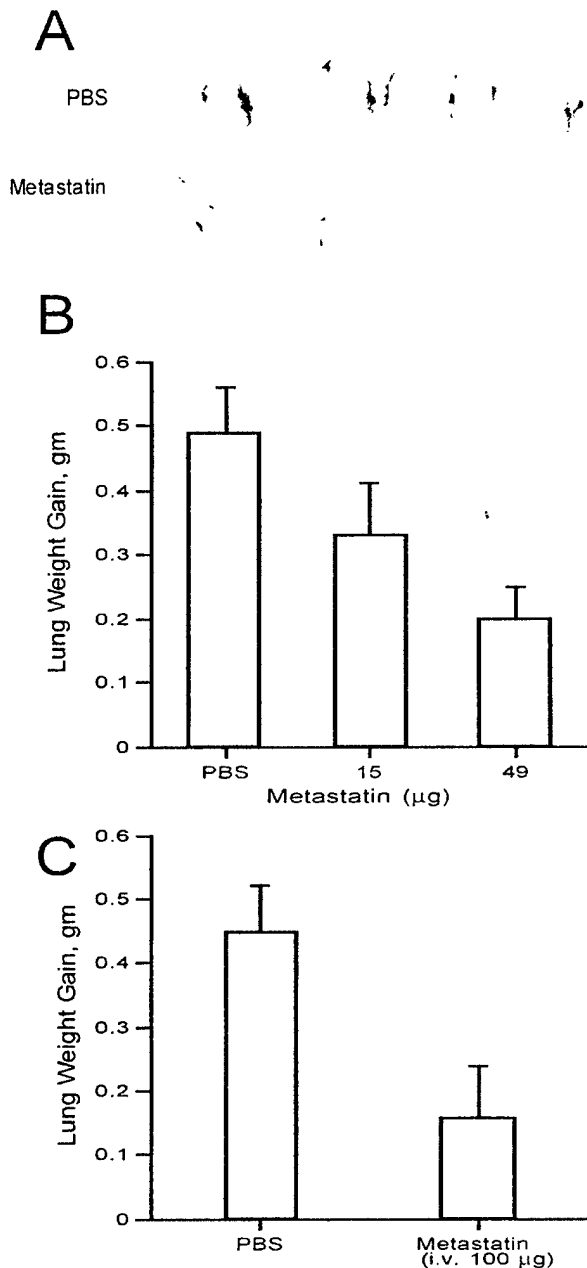 A
PBS
Metastatin
B
Lung Weight Gain, gm
0.6
0.5
0.4
0.3
0.2
0.1
0
PBS 15 49
Metastatin (µg)
C
Lung Weight Gain, gm
0.6
0.5
0.4
0.3
0.2
0.1
0
PBS Metastatin
(i.v. 100 µg)